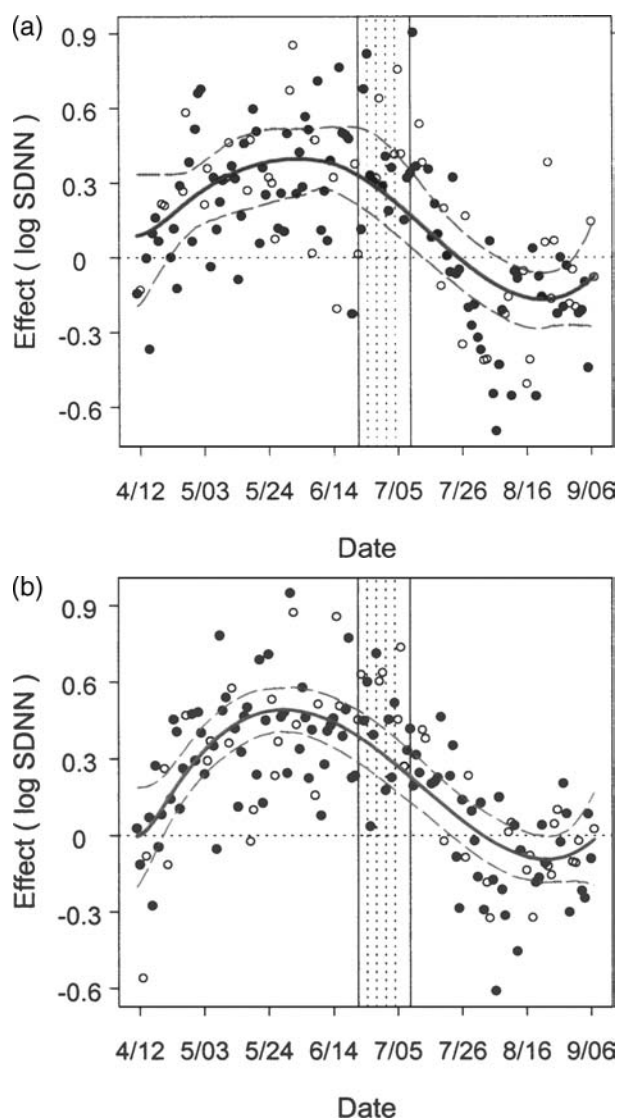 (a)
0.9
0.6
0.3
0
-0.3
-0.6
Effect ( log SDNN )
4/12 5/03 5/24 6/14 7/05 7/26 8/16 9/06
Date
(b)
0.9
0.6
0.3
0
-0.3
-0.6
Effect ( log SDNN )
4/12 5/03 5/24 6/14 7/05 7/26 8/16 9/06
Date